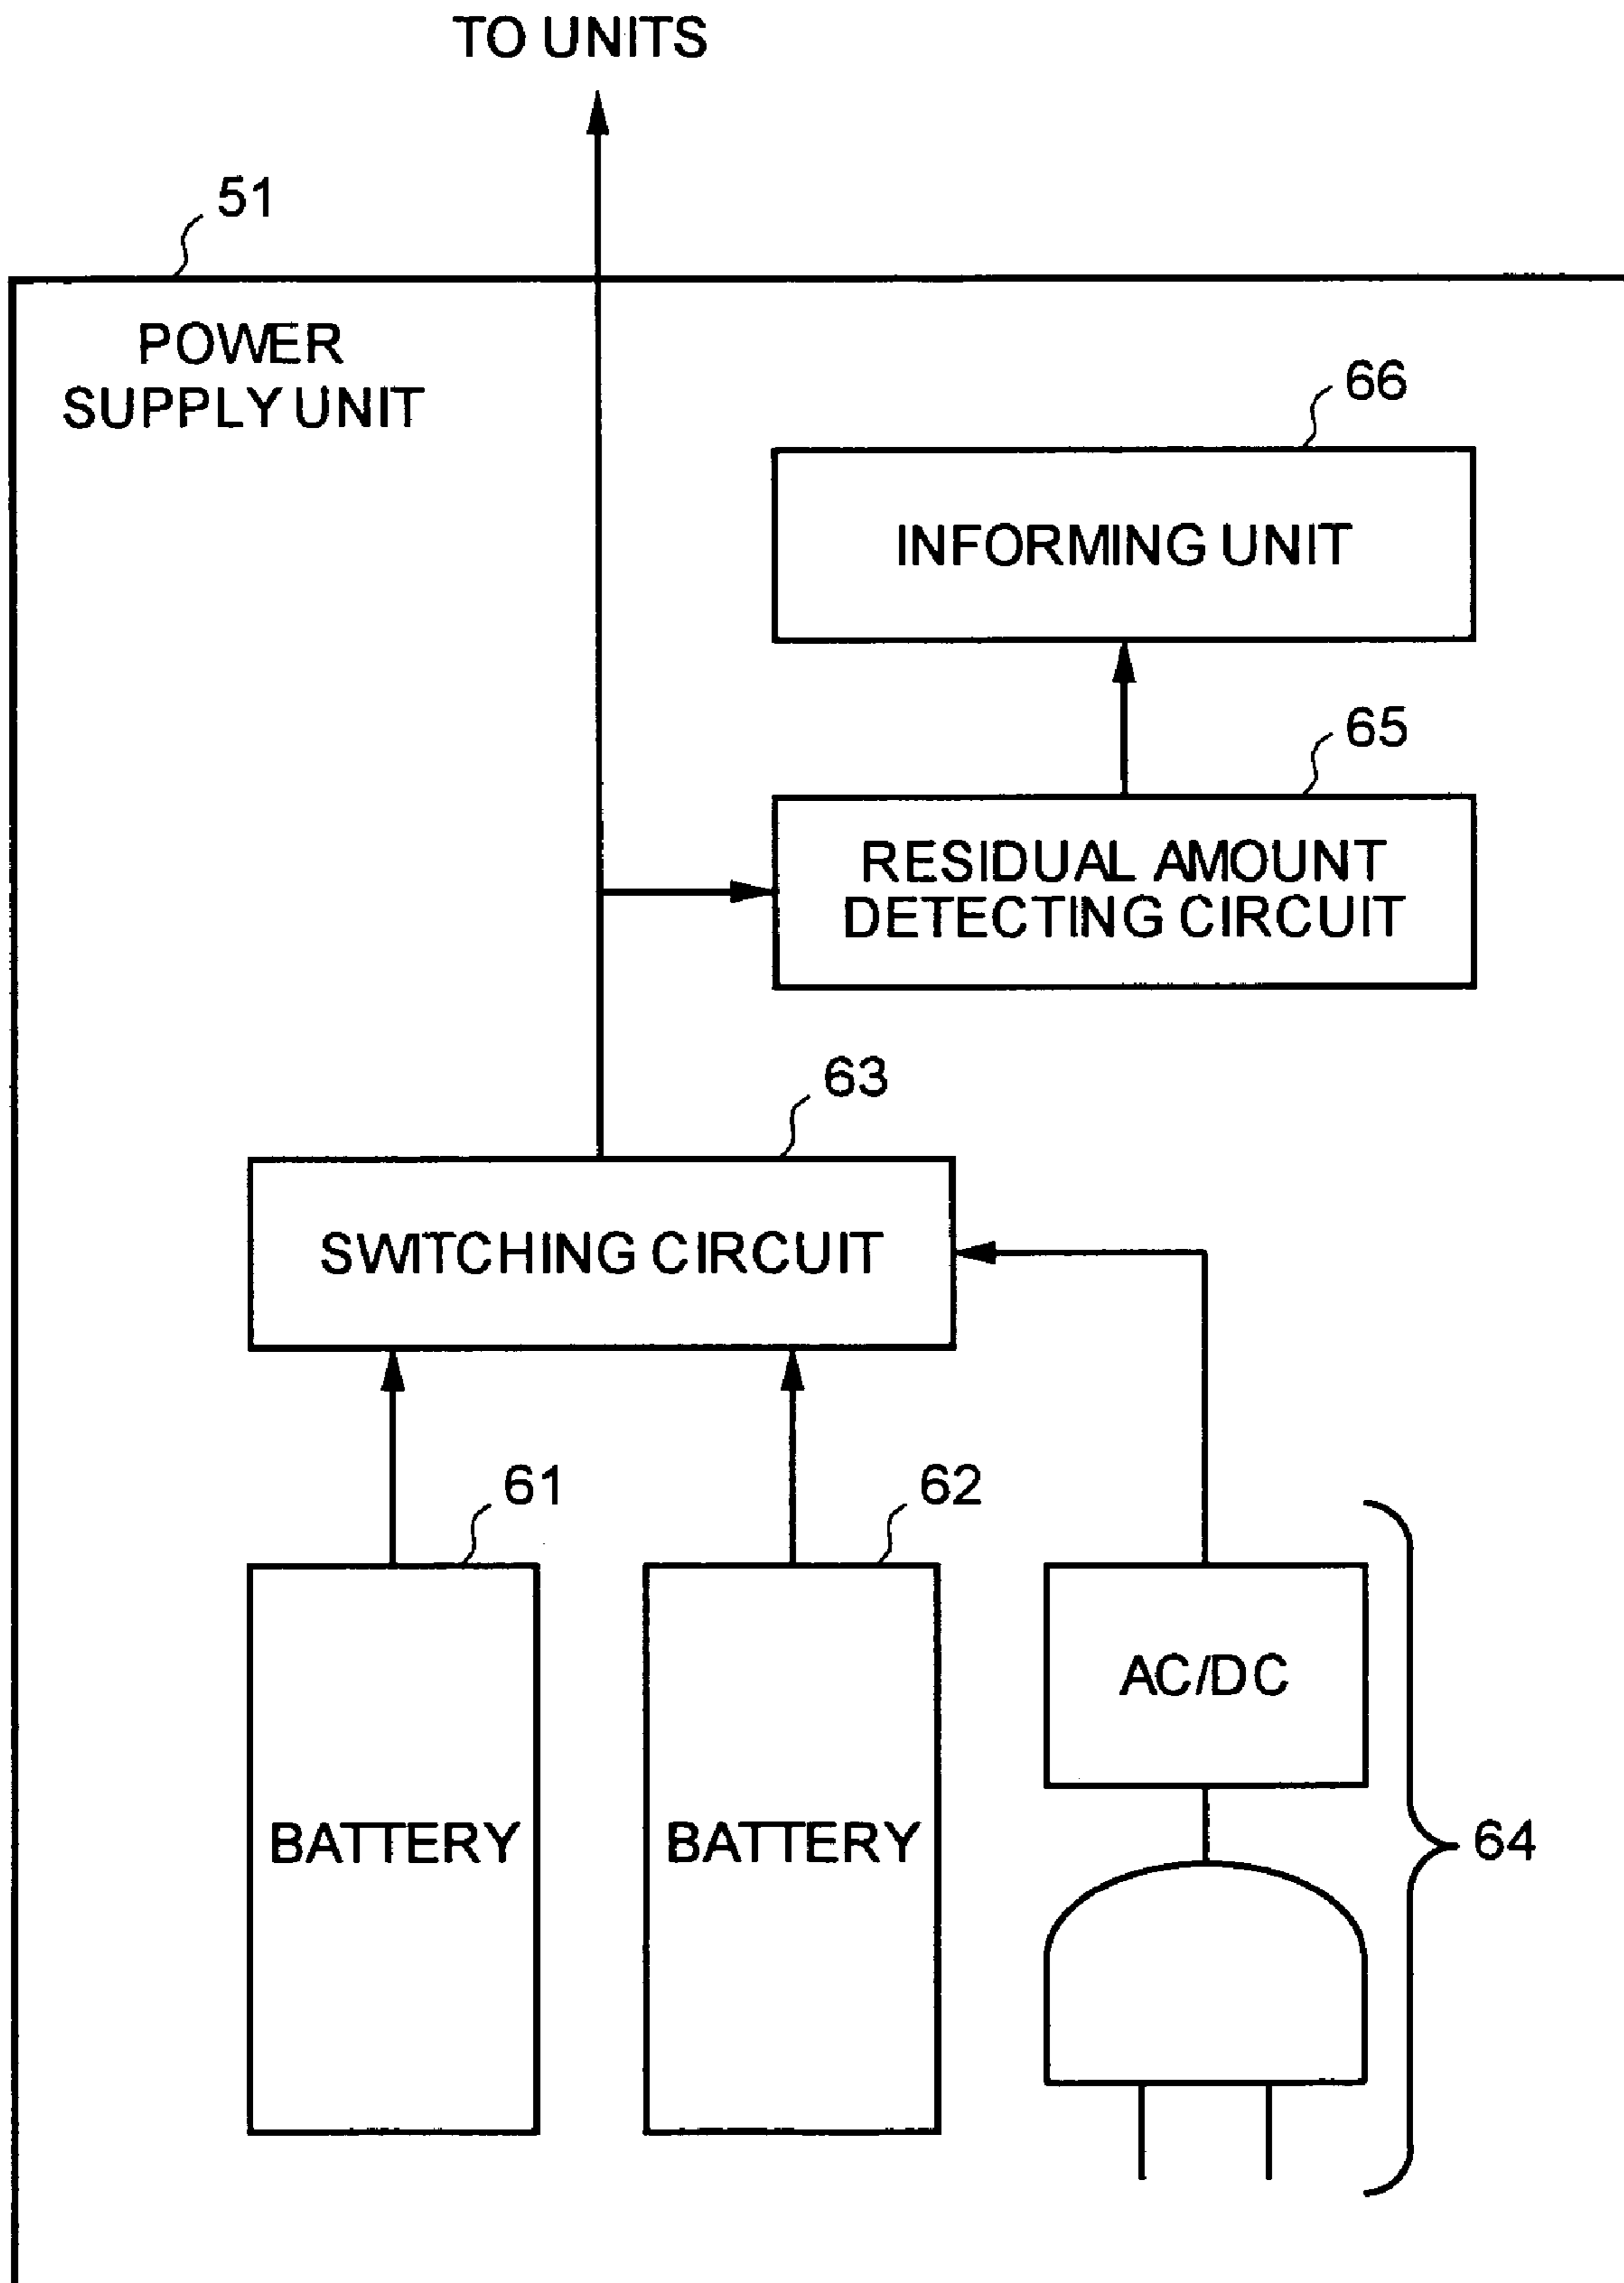 TO UNITS
51
POWER
SUPPLY UNIT
66
INFORMING UNIT
65
RESIDUAL AMOUNT
DETECTING CIRCUIT
63
SWITCHING CIRCUIT
61
62
AC/DC
BATTERY
BATTERY
64